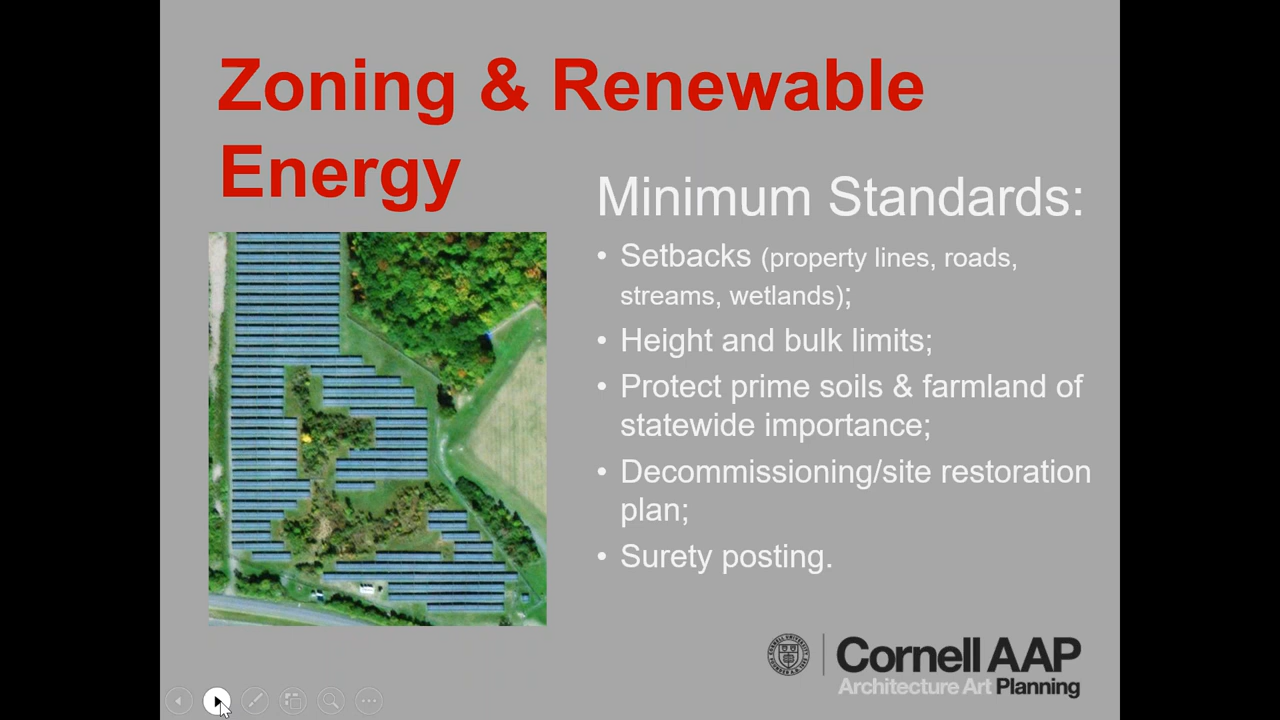 Zoning & Renewable
Energy
Minimum Standards:
• Setbacks (property lines, roads,
streams, wetlands);
• Height and bulk limits;
• Protect prime soils & farmland of
statewide importance;
• Decommissioning/site restoration
plan;
• Surety posting.
Cornell AAP
Architecture Art Planning